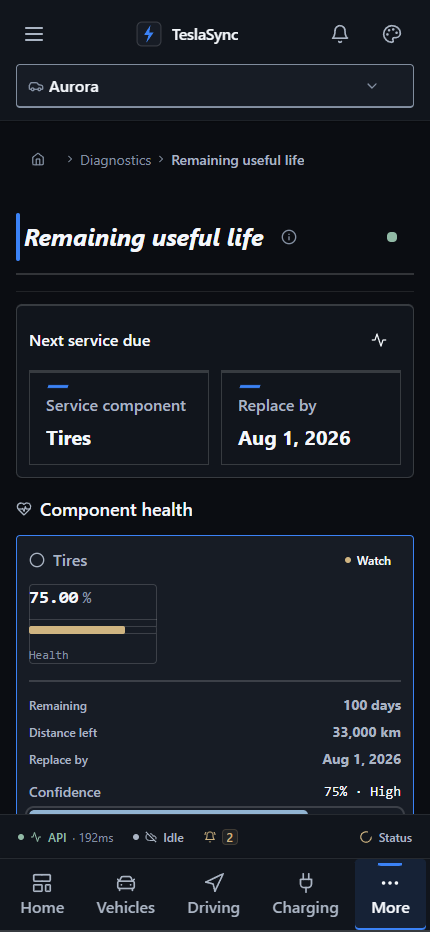 TeslaSync
Aurora
Diagnostics
Remaining useful life
Remaining useful life
Next service due
Service component
Tires
Replace by
Aug 1, 2026
Component health
Tires
Watch
75.00 %
Health
Remaining
100 days
Distance left
33,000 km
Replace by
Aug 1, 2026
Confidence
75% · High
API · 192ms
Idle
2
Status
Home
Vehicles
Driving
Charging
More